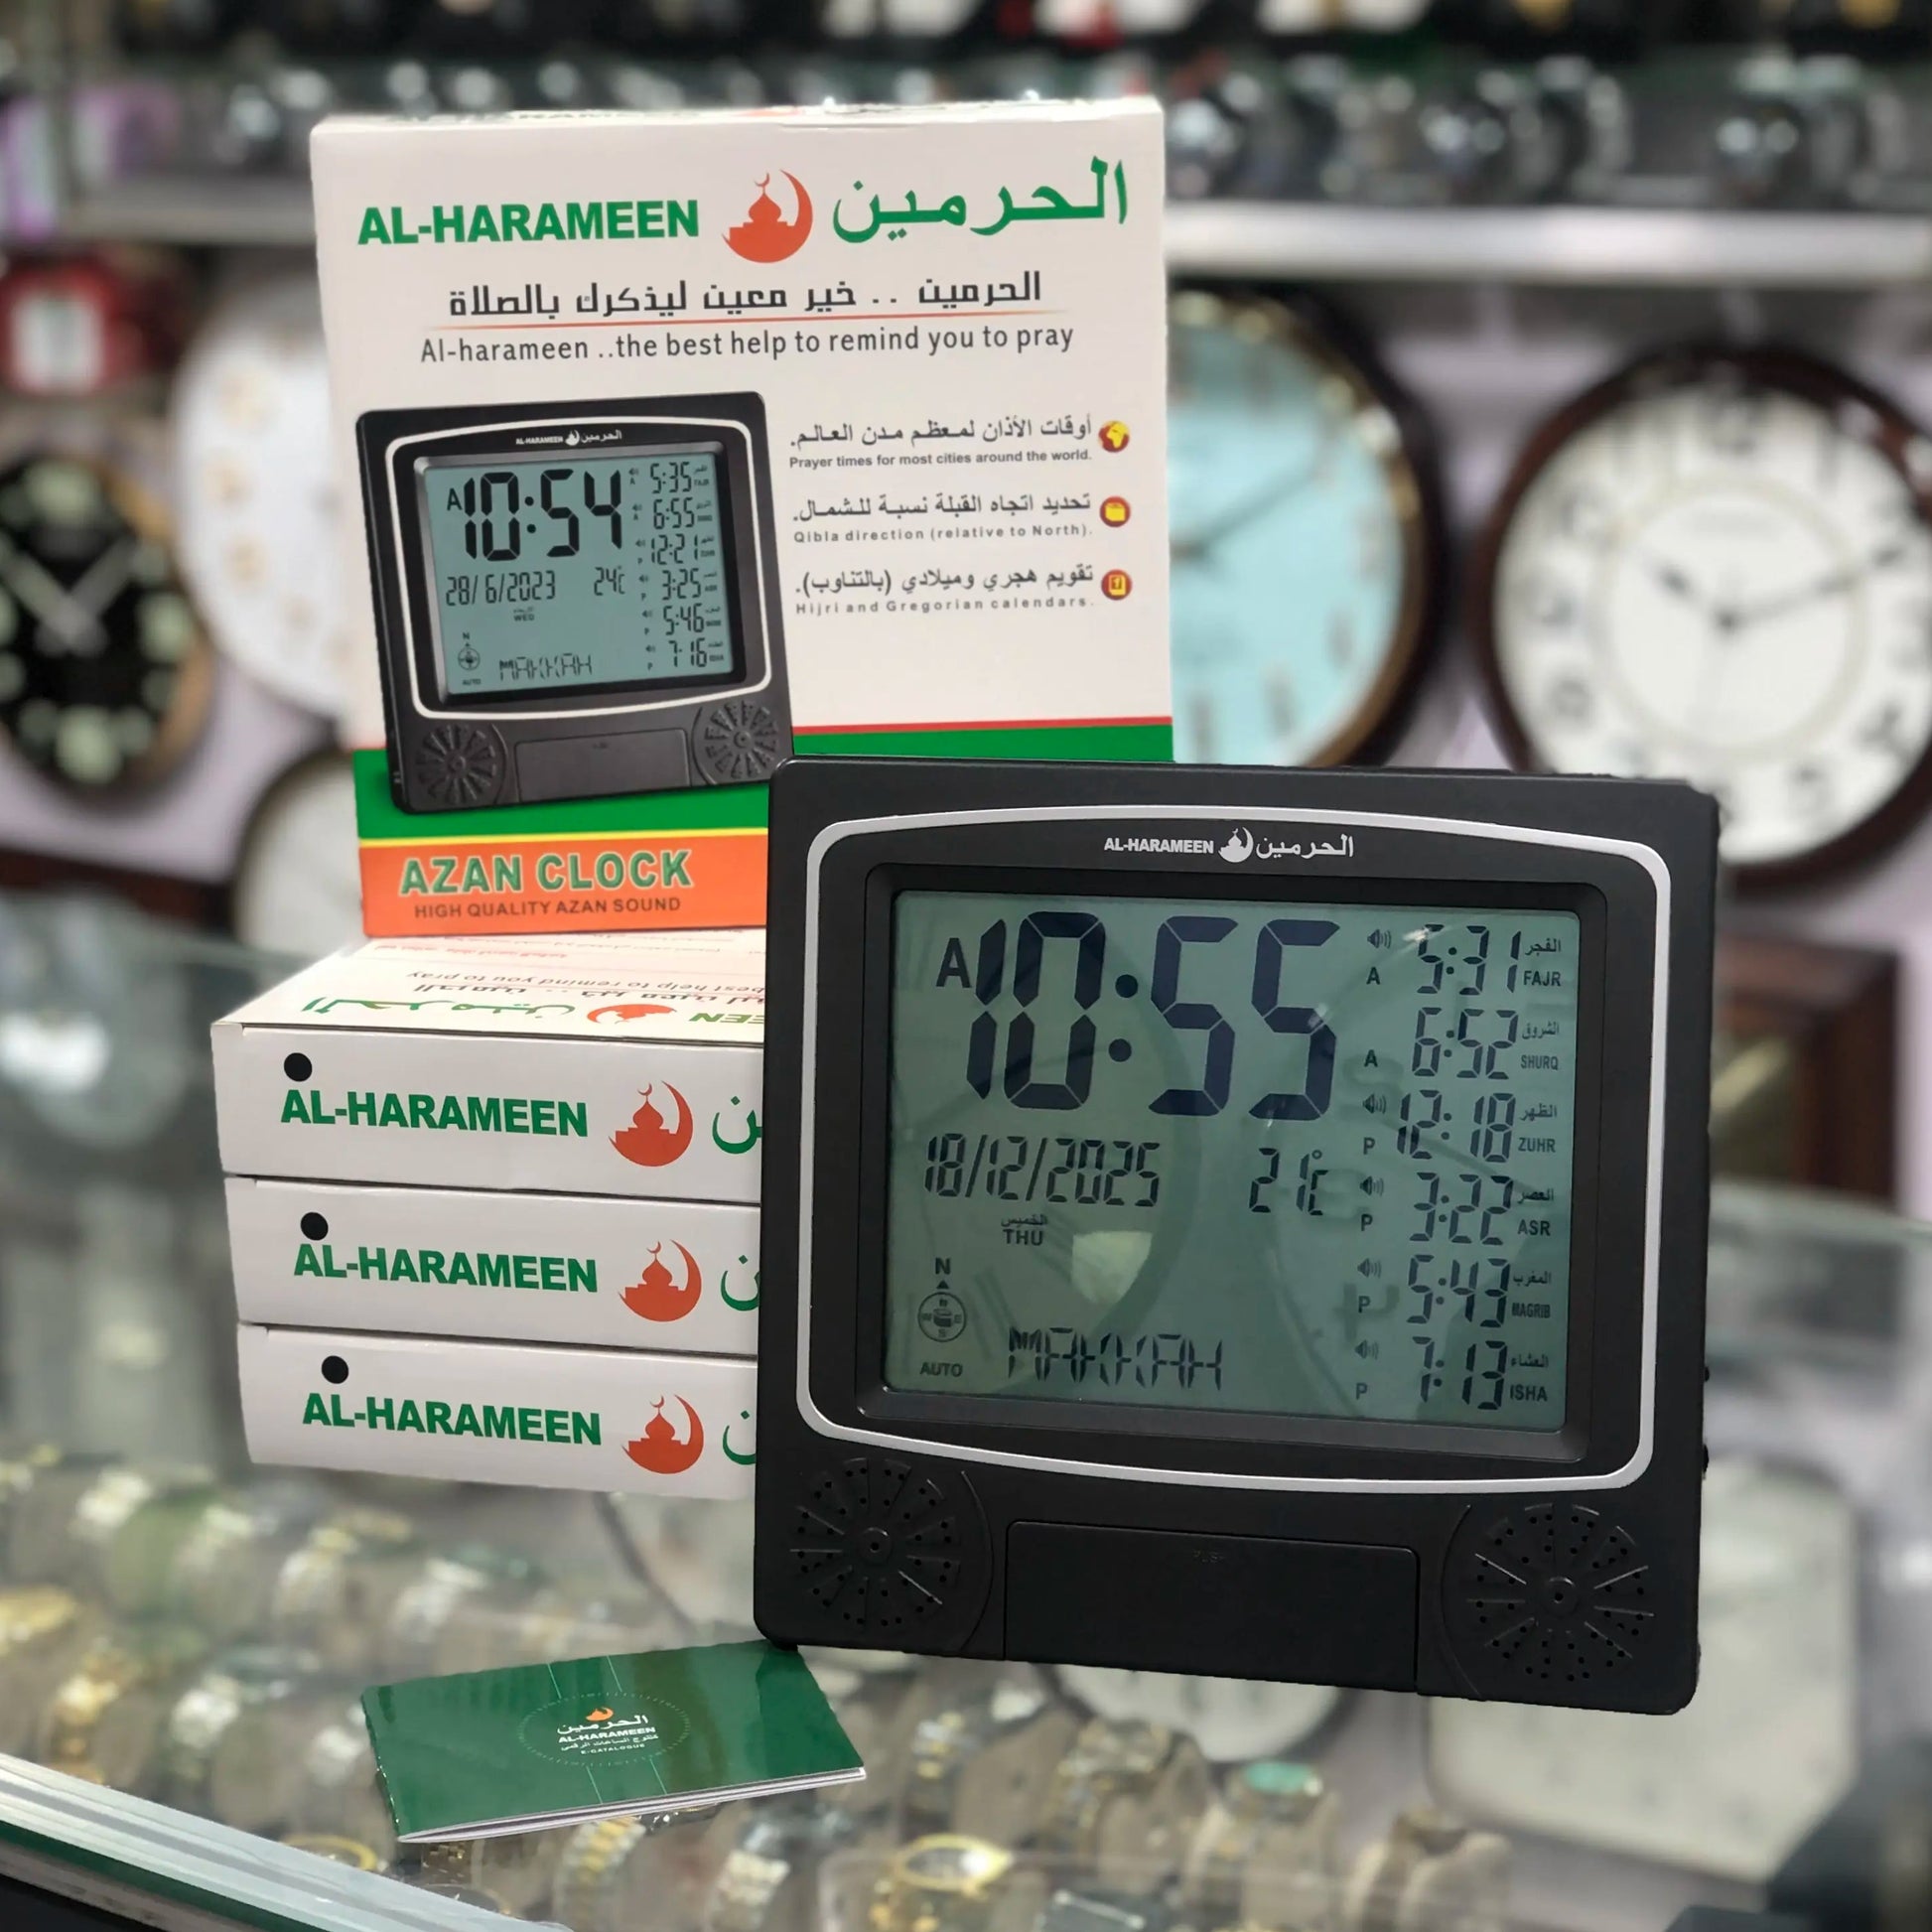 AL-HARAMEEN الحرمين
الحرمين .. خير معين ليذكرك بالصلاة
Al-harameen ..the best help to remind you to pray
أوقات الأذان لمعظم مدن العالم.
Prayer times for most cities around the world.
تحديد اتجاه القبلة نسبة للشمال.
Qibla direction (relative to North).
تقويم هجري وميلادي (بالتناوب).
Hijri and Gregorian calendars.
AL-HARAMEEN الحرمين
A 10:54
28/6/2023 24°C
WED
N
AUTO
MAKKAH
A 5:35
A 6:55
P 12:21
P 3:25
P 5:46
P 7:16
AZAN CLOCK
HIGH QUALITY AZAN SOUND
AL-HARAMEEN
AL-HARAMEEN
AL-HARAMEEN
AL-HARAMEEN الحرمين
A 10:55
18/12/2025 21°C
الخميس
THU
N
AUTO
MAKKAH
A 5:31 الفجر FAJR
A 6:52 الشروق SHURQ
P 12:18 الظهر ZUHR
P 3:22 العصر ASR
P 5:43 المغرب MAGRIB
P 7:13 العشاء ISHA
PUSH
الحرمين
AL-HARAMEEN
E-CATALOGUE